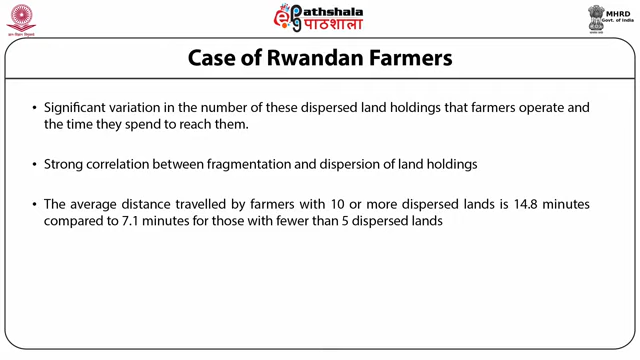 ePathshala
पाठशाला
MHRD
Govt. of India
Case of Rwandan Farmers
• Significant variation in the number of these dispersed land holdings that farmers operate and
the time they spend to reach them.
• Strong correlation between fragmentation and dispersion of land holdings
• The average distance travelled by farmers with 10 or more dispersed lands is 14.8 minutes
compared to 7.1 minutes for those with fewer than 5 dispersed lands